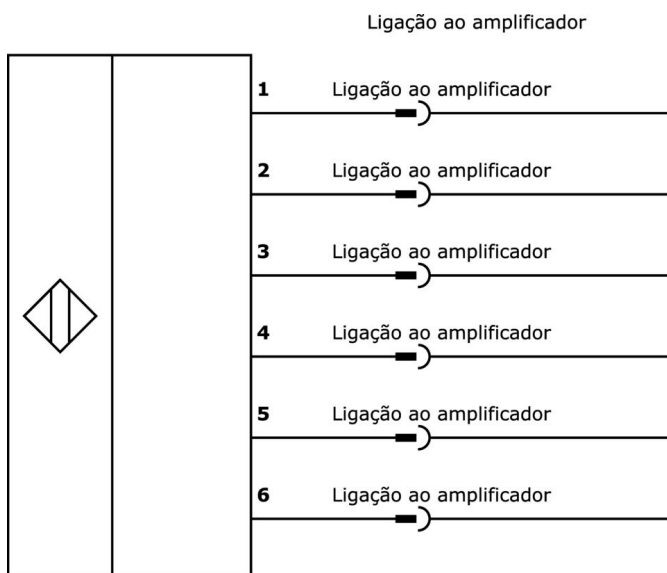 Ligação ao amplificador
1 Ligação ao amplificador
2 Ligação ao amplificador
3 Ligação ao amplificador
4 Ligação ao amplificador
5 Ligação ao amplificador
6 Ligação ao amplificador